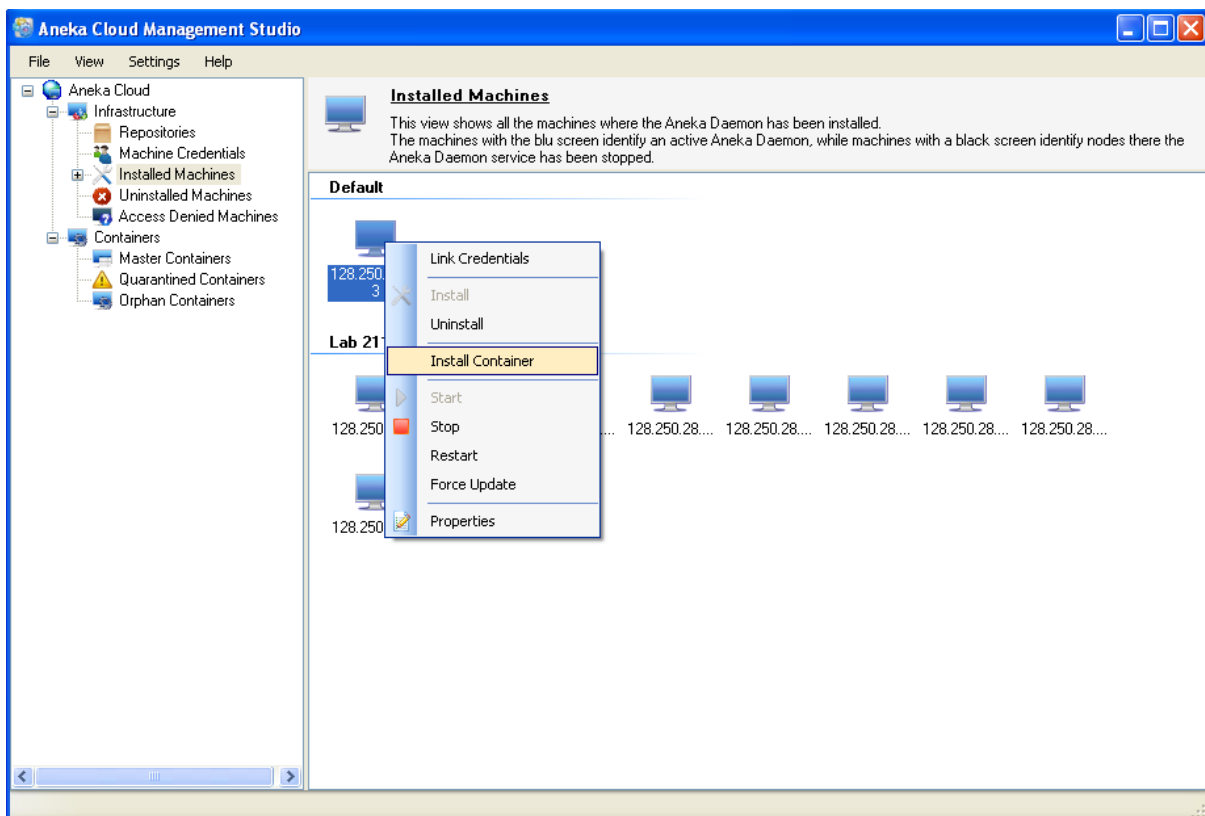 Aneka Cloud Management Studio
File View Settings Help
Aneka Cloud
Infrastructure
Repositories
Machine Credentials
Installed Machines
Uninstalled Machines
Access Denied Machines
Containers
Master Containers
Quarantined Containers
Orphan Containers
Installed Machines
This view shows all the machines where the Aneka Daemon has been installed.
The machines with the blu screen identify an active Aneka Daemon, while machines with a black screen identify nodes there the
Aneka Daemon service has been stopped.
Default
128.250.
3
Link Credentials
Install
Uninstall
Install Container
Start
Stop
Restart
Force Update
Properties
Lab 21
128.250 ... 128.250.28.... 128.250.28.... 128.250.28.... 128.250.28.... 128.250.28....
128.250